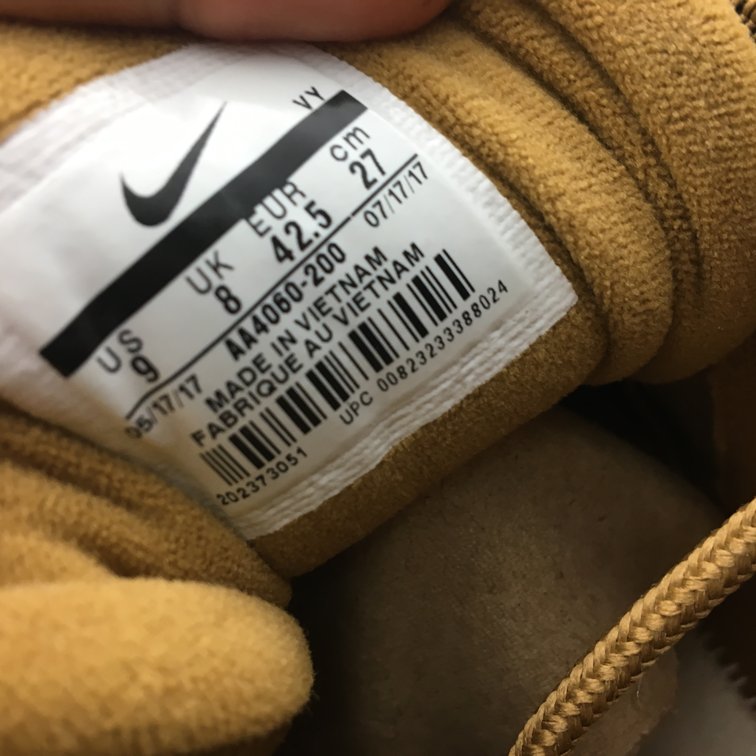 VY
US UK EUR cm
9 8 42.5 27
05/17/17 AA4060-200 07/17/17
MADE IN VIETNAM
FABRIQUE AU VIETNAM
202373051 UPC 00823233388024